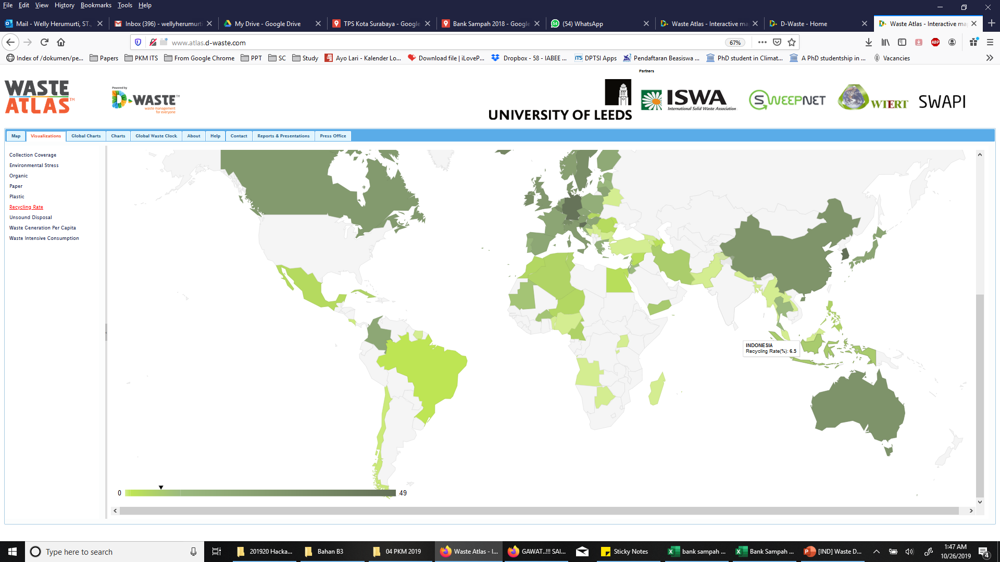 File Edit View History Bookmarks Tools Help
Mail - Welly Herumurti, ST.,
Inbox (396) - wellyherumurti
My Drive - Google Drive
TPS Kota Surabaya - Google
Bank Sampah 2018 - Google
(54) WhatsApp
Waste Atlas - Interactive ma
D-Waste - Home
Waste Atlas - Interactive ma
www.atlas.d-waste.com
67%
Index of /dokumen/pe...
Papers
PKM ITS
From Google Chrome
PPT
SC
Study
Ayo Lari - Kalender Lo...
Download file | iLoveP...
Dropbox - 58 - IABEE ...
DPTSI Apps
Pendaftaran Beasiswa ...
PhD student in Climat...
A PhD studentship in ...
Vacancies
Partners
WASTE
ATLAS™
Powered by
D-WASTE™
waste management
for everyone
UNIVERSITY OF LEEDS
ISWA
International Solid Waste Association
SWEEPNET
WTERT
SWAPI
Map
Visualizations
Global Charts
Charts
Global Waste Clock
About
Help
Contact
Reports & Presentations
Press Office
Collection Coverage
Environmental Stress
Organic
Paper
Plastic
Recycling Rate
Unsound Disposal
Waste Generation Per Capita
Waste Intensive Consumption
INDONESIA
Recycling Rate(%): 6.5
0
49
Type here to search
201920 Hacka...
Bahan B3
04 PKM 2019
Waste Atlas - I...
GAWAT..!!! SAI...
Sticky Notes
bank sampah ...
Bank Sampah ...
[IND] Waste D...
1:47 AM
10/26/2019
4